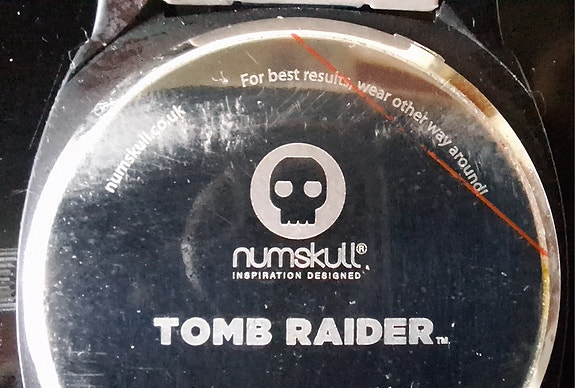 For best results, wear other way around!
numskull.co.uk
numskull®
INSPIRATION DESIGNED
TOMB RAIDER™